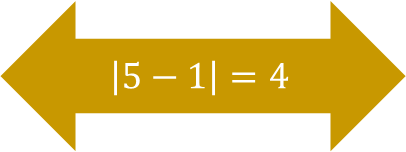 |5 − 1| = 4